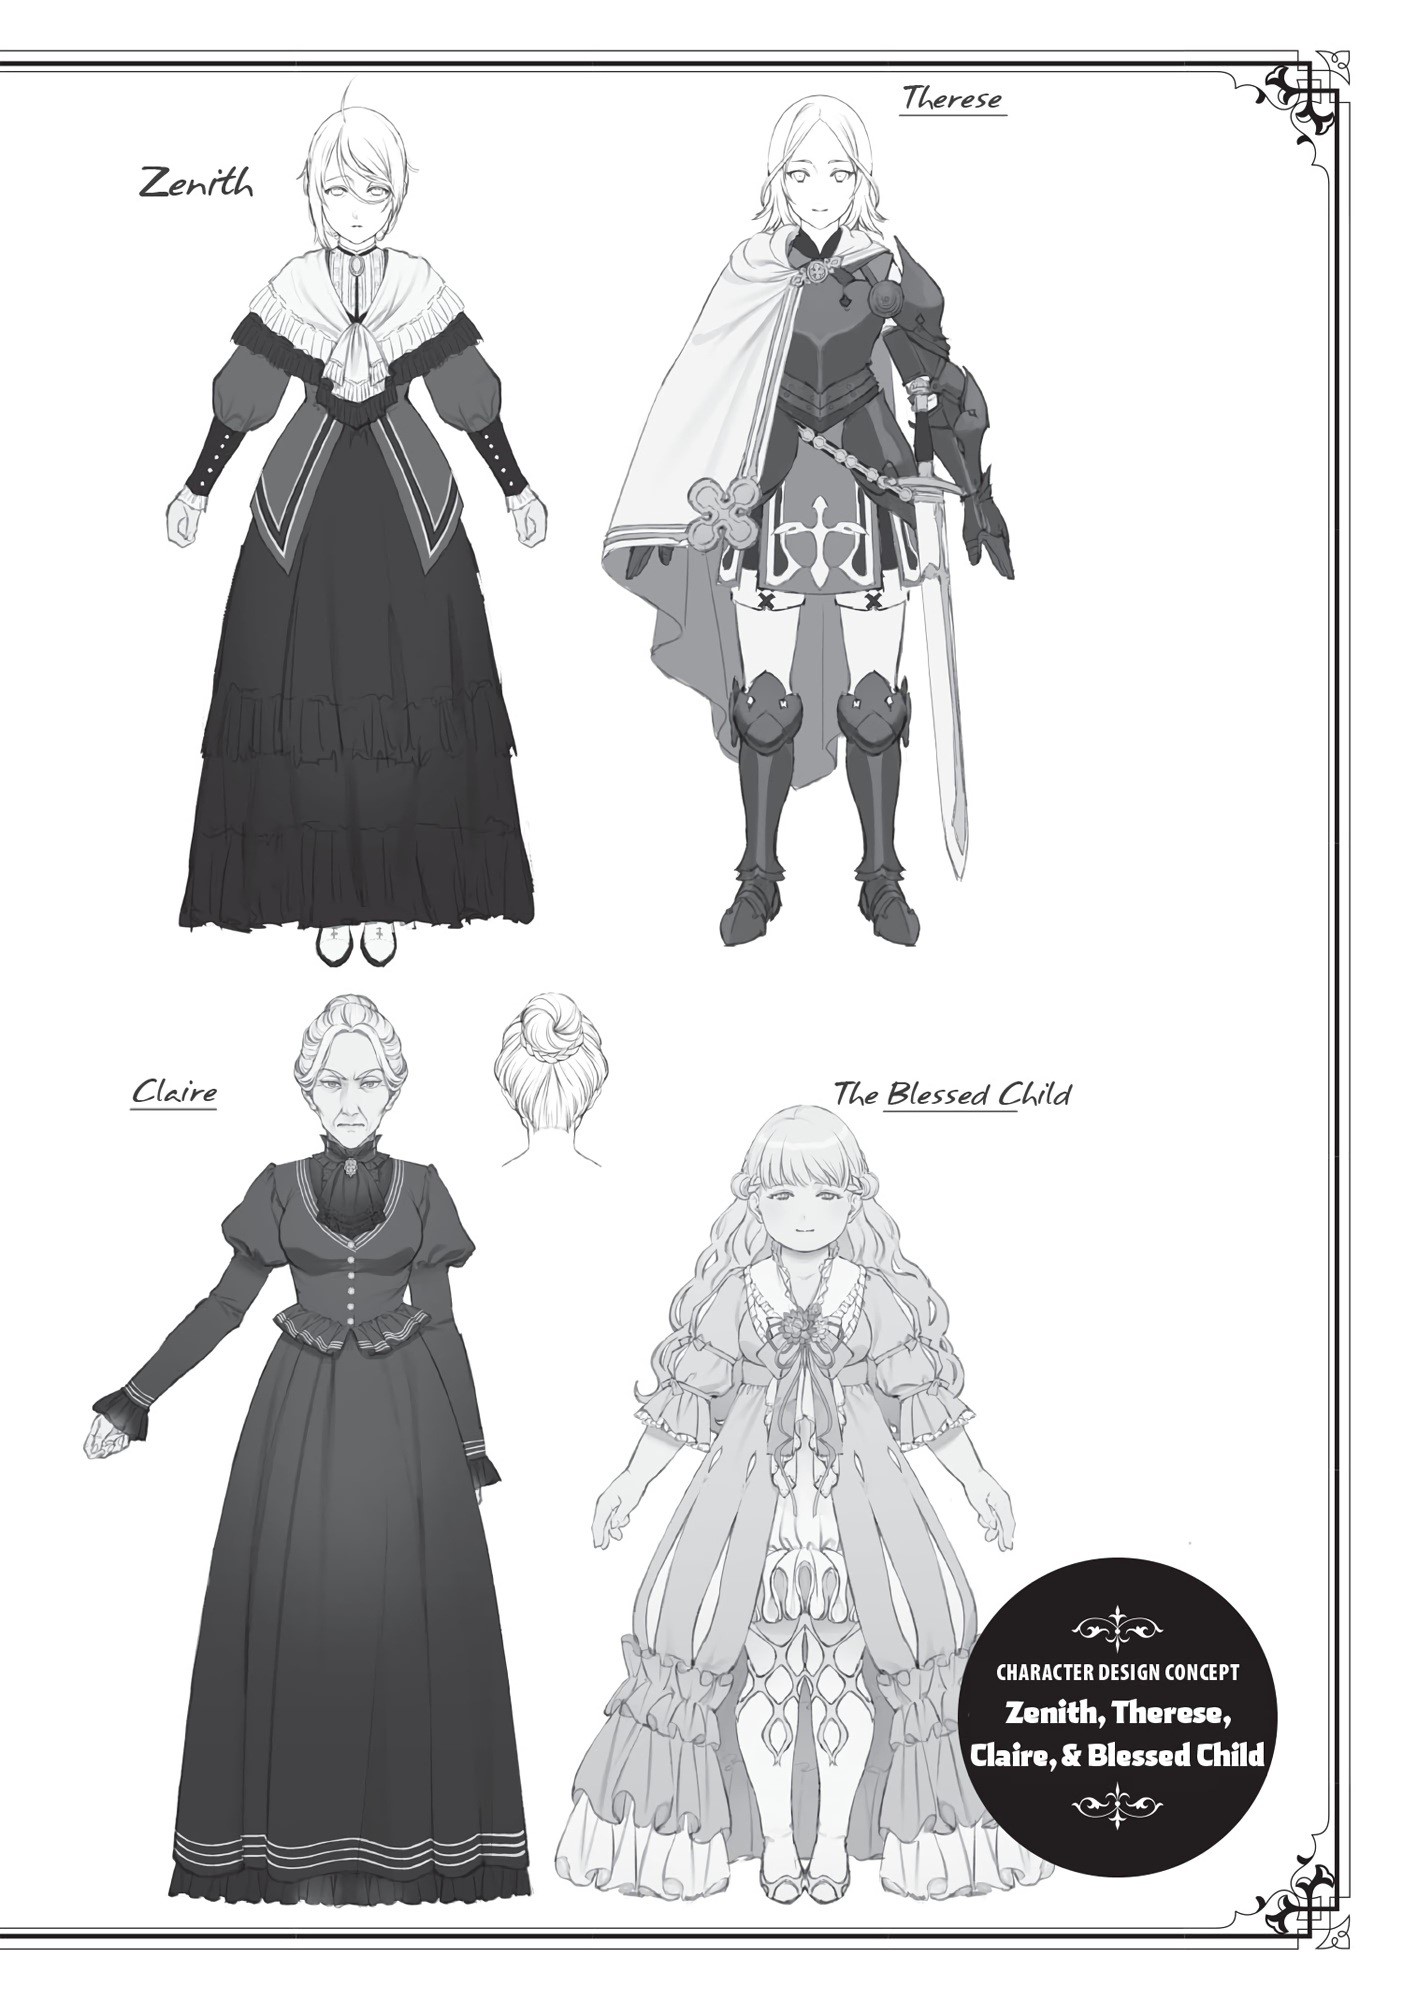 Zenith
Therese
Claire
The Blessed Child
CHARACTER DESIGN CONCEPT
Zenith, Therese,
Claire, & Blessed Child